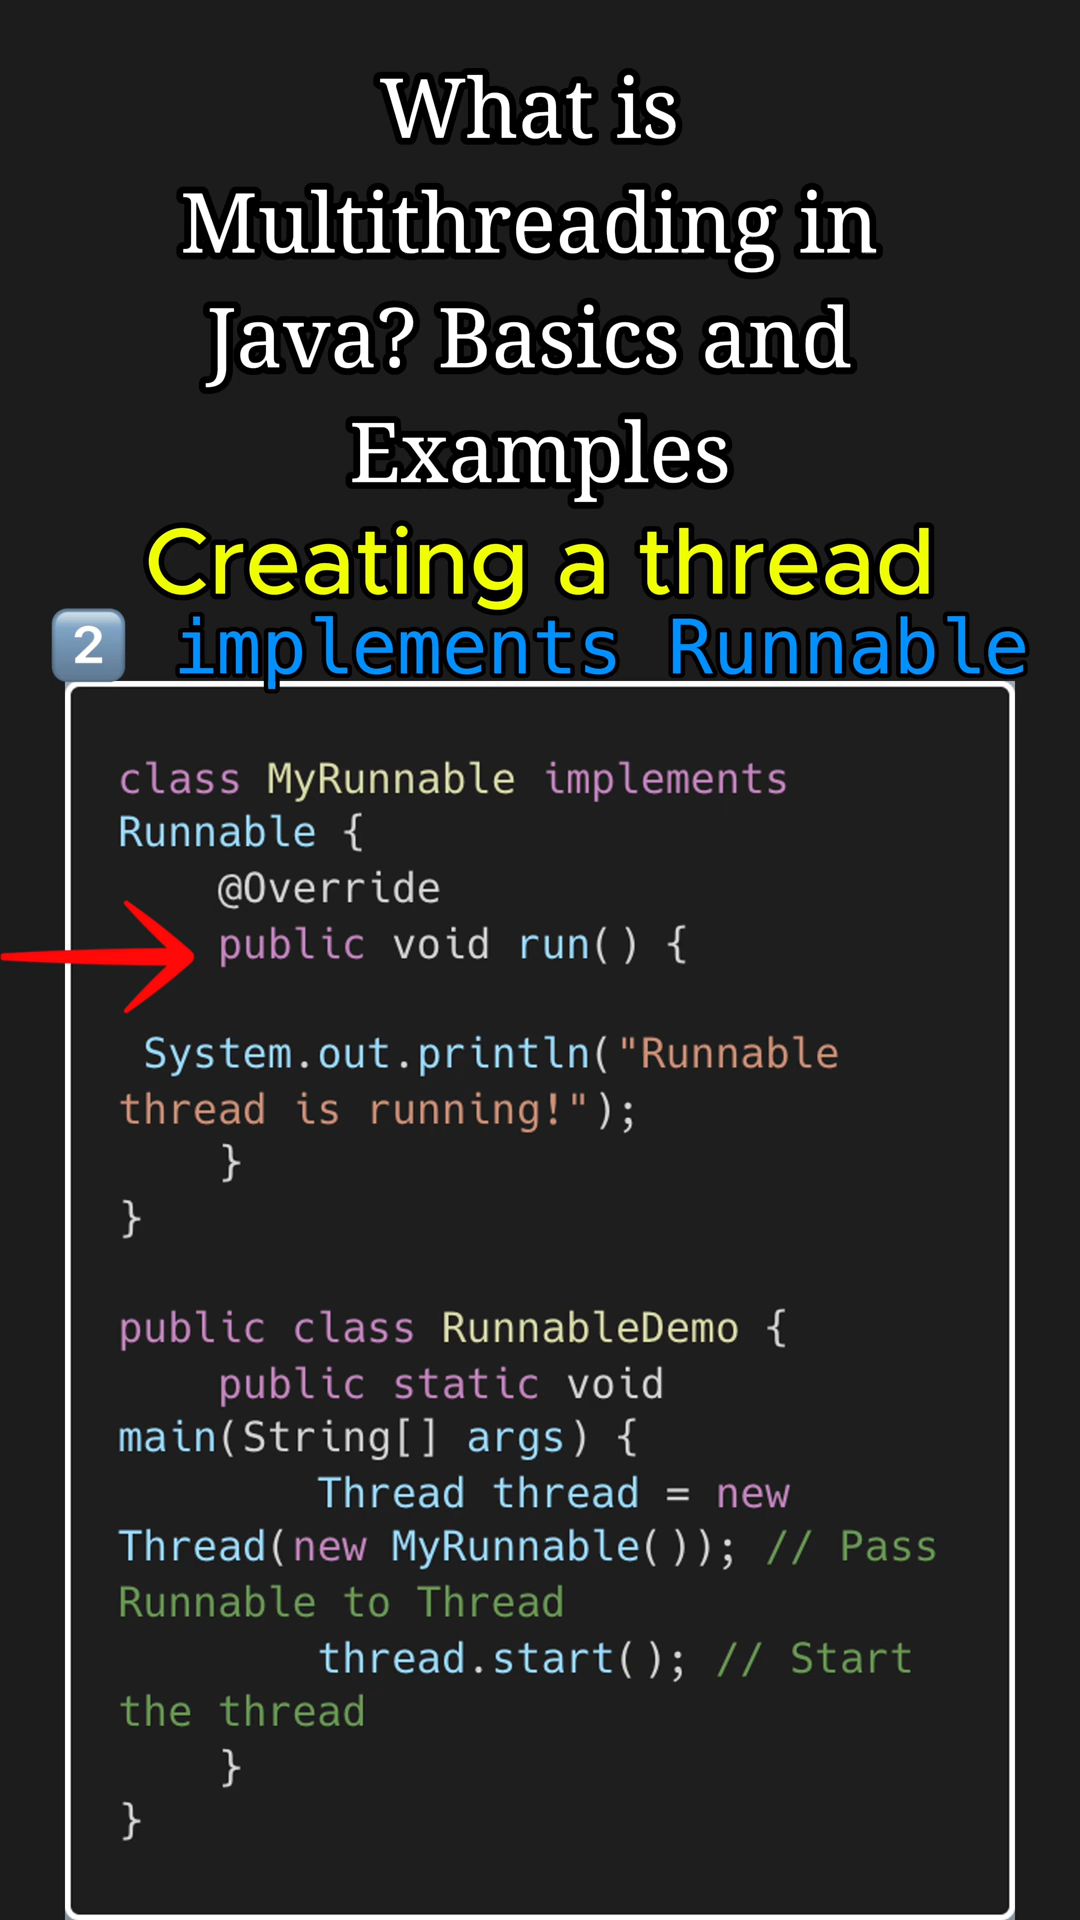 What is
Multithreading in
Java? Basics and
Examples
Creating a thread
2 implements Runnable
class MyRunnable implements
Runnable {
    @Override
    public void run() {
 System.out.println("Runnable
thread is running!");
    }
}
public class RunnableDemo {
    public static void
main(String[] args) {
        Thread thread = new
Thread(new MyRunnable()); // Pass
Runnable to Thread
        thread.start(); // Start
the thread
    }
}